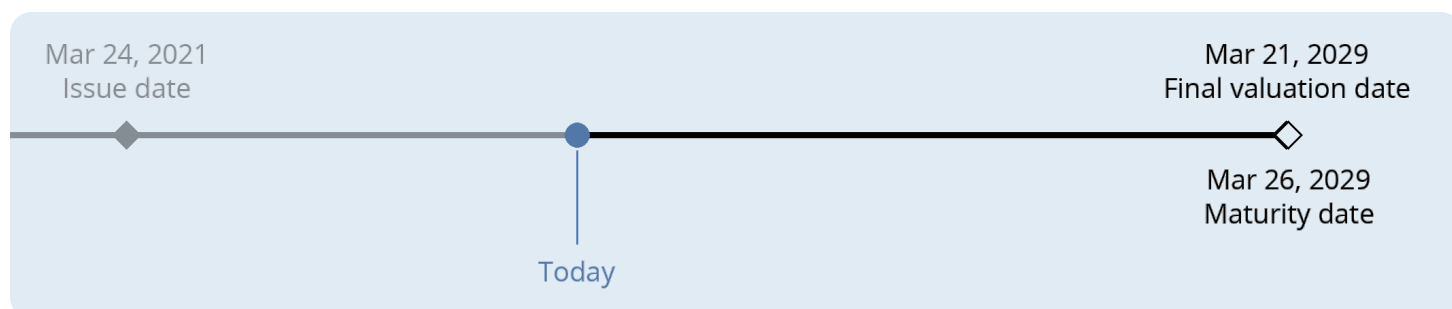 Mar 24, 2021
Issue date
Mar 21, 2029
Final valuation date
Mar 26, 2029
Maturity date
Today